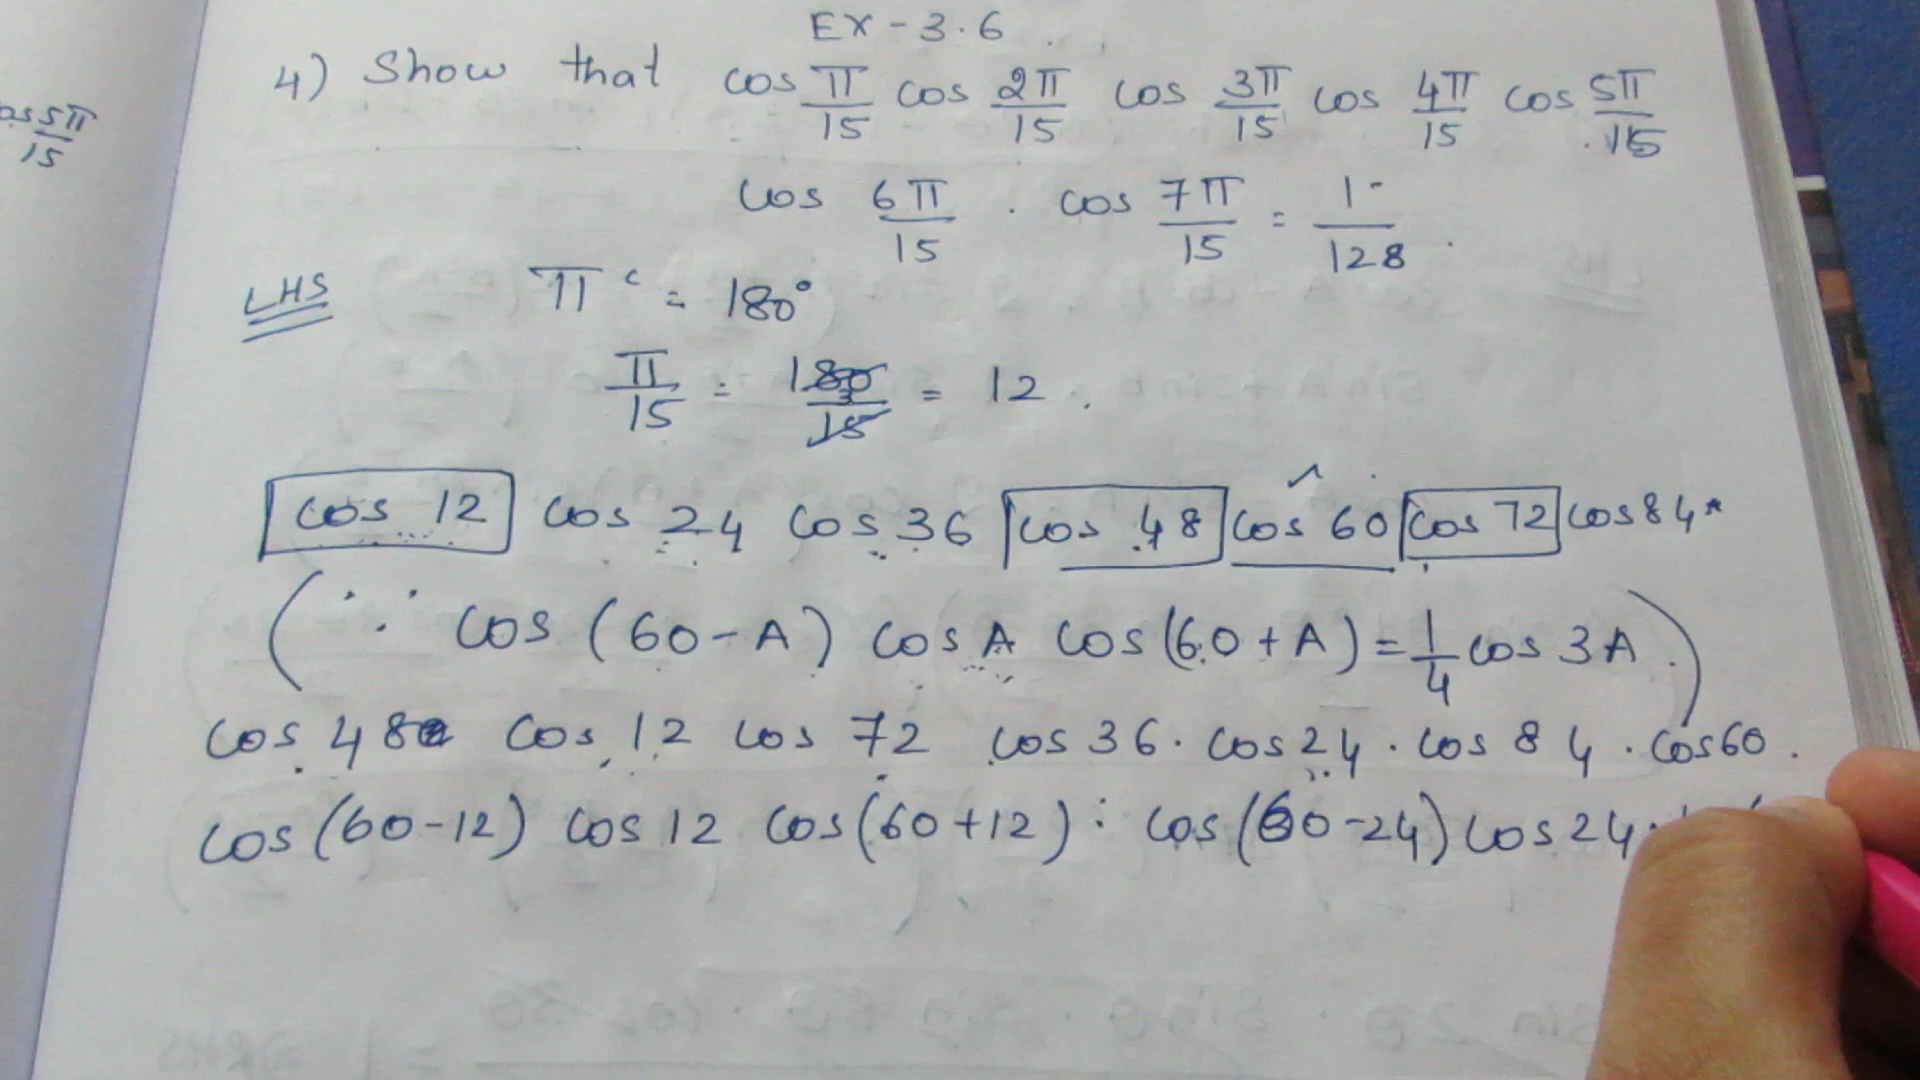 EX - 3.6
4) Show that cos π/15 cos 2π/15 cos 3π/15 cos 4π/15 cos 5π/15
cos 6π/15 . cos 7π/15 = 1/128 .
os 5π/15
LHS π ᶜ = 180°
π/15 = 180/15 = 12 .
cos 12 cos 24 cos 36 cos 48 cos 60 cos 72 cos 84
( ∵ cos (60 - A) cos A cos (60 + A) = 1/4 cos 3A . )
cos 48 cos 12 cos 72 cos 36 . cos 24 . cos 84 . cos 60 .
cos (60 - 12) cos 12 cos (60 + 12) : cos (60 - 24) cos 24 .